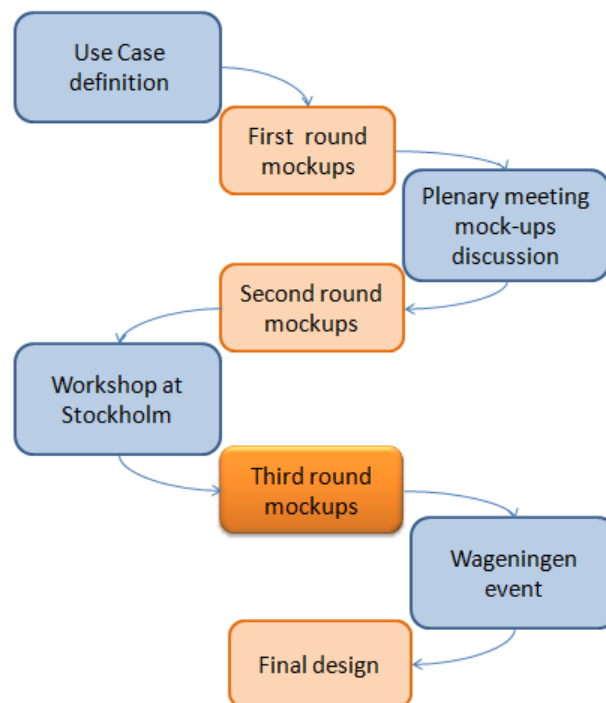 Use Case
definition
First round
mockups
Plenary meeting
mock-ups
discussion
Second round
mockups
Workshop at
Stockholm
Third round
mockups
Wageningen
event
Final design